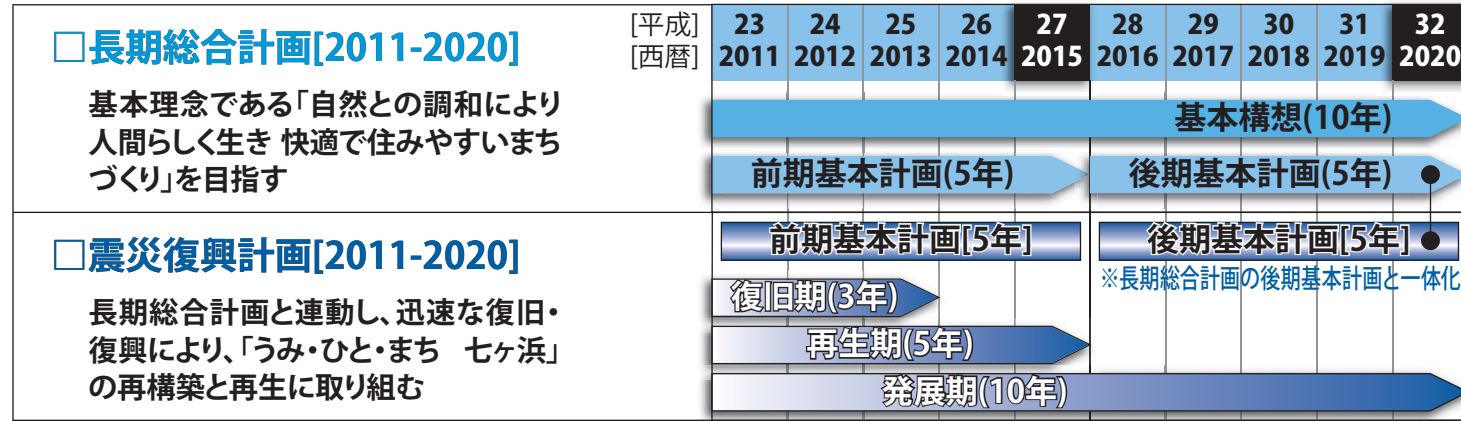 □長期総合計画[2011-2020]
基本理念である「自然との調和により
人間らしく生き 快適で住みやすいまち
づくり」を目指す
[平成] 23 24 25 26 27 28 29 30 31 32
[西暦] 2011 2012 2013 2014 2015 2016 2017 2018 2019 2020
基本構想(10年)
前期基本計画(5年) 後期基本計画(5年)
□震災復興計画[2011-2020]
長期総合計画と連動し、迅速な復旧・
復興により、「うみ・ひと・まち 七ヶ浜」
の再構築と再生に取り組む
前期基本計画[5年] 後期基本計画[5年]
※長期総合計画の後期基本計画と一体化
復旧期(3年)
再生期(5年)
発展期(10年)